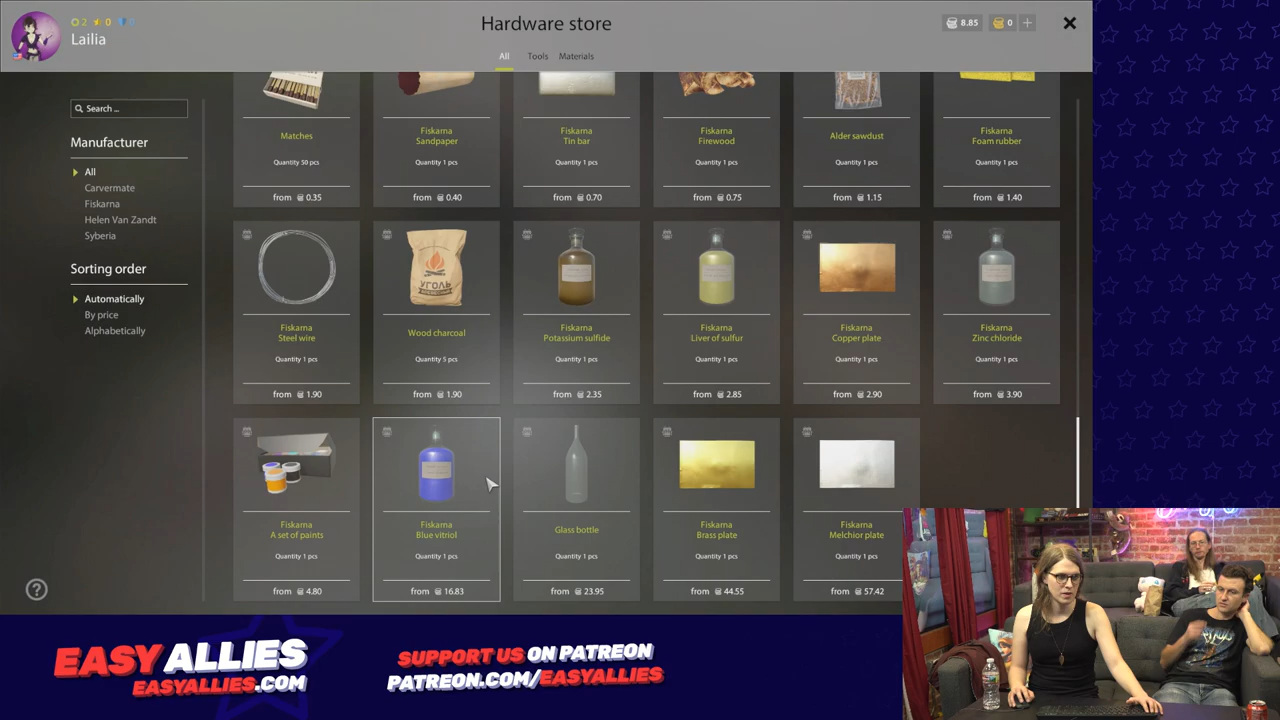 2 0 0
Lailia
Hardware store
8.85 0 +
All Tools Materials
Search ...
Manufacturer
All
Carvermate
Fiskarna
Helen Van Zandt
Syberia
Sorting order
Automatically
By price
Alphabetically
Matches
Quantity 50 pcs
from 0.35
Fiskarna
Sandpaper
Quantity 1 pcs
from 0.40
Fiskarna
Tin bar
Quantity 1 pcs
from 0.70
Fiskarna
Firewood
Quantity 1 pcs
from 0.75
Alder sawdust
Quantity 1 pcs
from 1.15
Fiskarna
Foam rubber
Quantity 1 pcs
from 1.40
Fiskarna
Steel wire
Quantity 1 pcs
from 1.90
УГОЛЬ
Wood charcoal
Quantity 5 pcs
from 1.90
Fiskarna
Potassium sulfide
Quantity 1 pcs
from 2.35
Fiskarna
Liver of sulfur
Quantity 1 pcs
from 2.85
Fiskarna
Copper plate
Quantity 1 pcs
from 2.90
Fiskarna
Zinc chloride
Quantity 1 pcs
from 3.90
Fiskarna
A set of paints
Quantity 1 pcs
from 4.80
Fiskarna
Blue vitriol
Quantity 1 pcs
from 16.83
Glass bottle
Quantity 1 pcs
from 23.95
Fiskarna
Brass plate
Quantity 1 pcs
from 44.55
Fiskarna
Melchior plate
Quantity 1 pcs
from 57.42
?
EASY ALLIES
EASYALLIES.COM
SUPPORT US ON PATREON
PATREON.COM/EASYALLIES